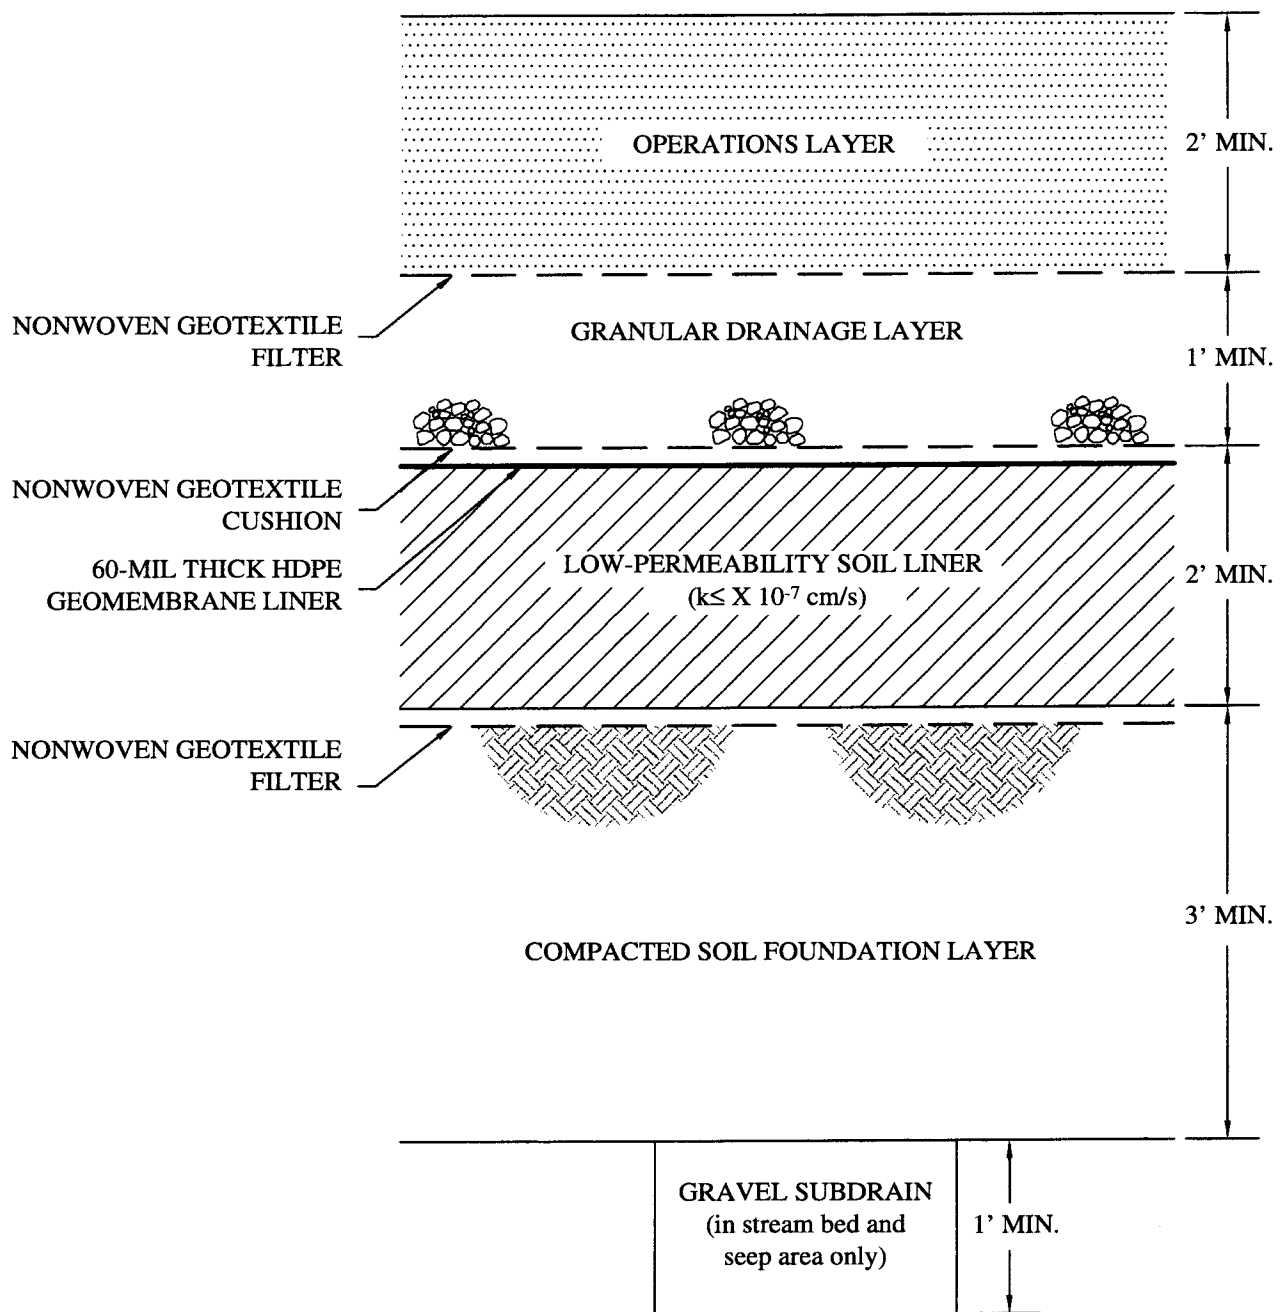 OPERATIONS LAYER
2' MIN.
NONWOVEN GEOTEXTILE
FILTER
GRANULAR DRAINAGE LAYER
1' MIN.
NONWOVEN GEOTEXTILE
CUSHION
60-MIL THICK HDPE
GEOMEMBRANE LINER
LOW-PERMEABILITY SOIL LINER
(k≤ X 10⁻⁷ cm/s)
2' MIN.
NONWOVEN GEOTEXTILE
FILTER
3' MIN.
COMPACTED SOIL FOUNDATION LAYER
GRAVEL SUBDRAIN
(in stream bed and
seep area only)
1' MIN.